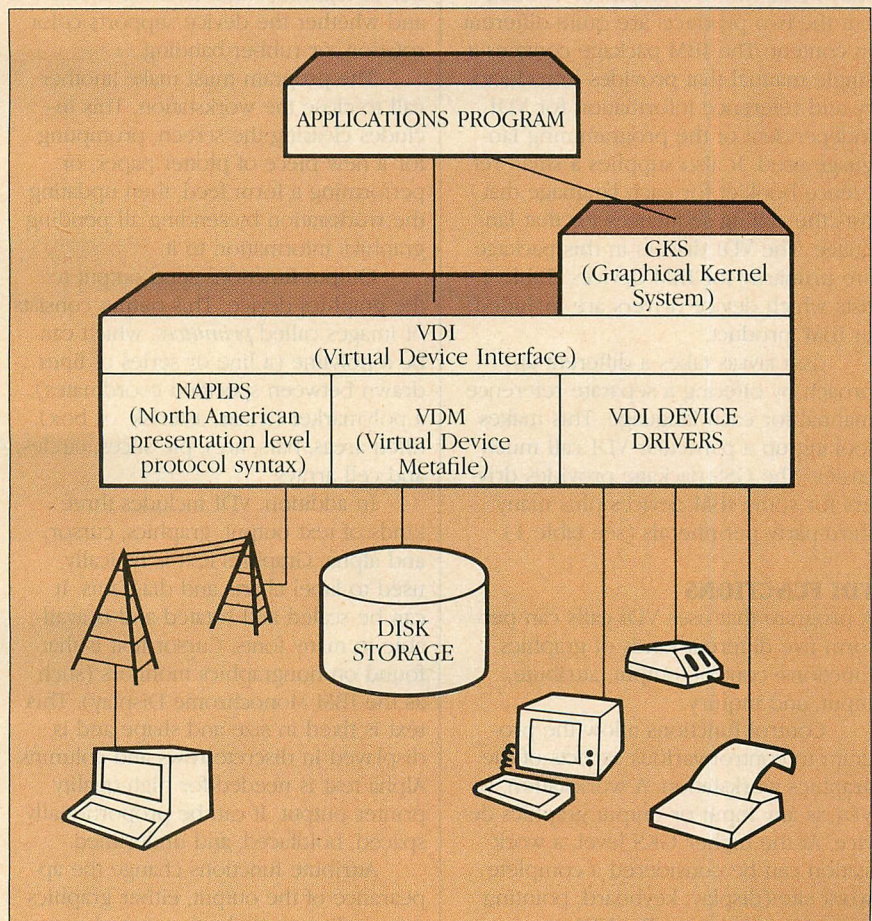 APPLICATIONS PROGRAM
GKS
(Graphical Kernel
System)
VDI
(Virtual Device Interface)
NAPLPS
(North American
presentation level
protocol syntax)
VDM
(Virtual Device
Metafile)
VDI DEVICE
DRIVERS
DISK
STORAGE